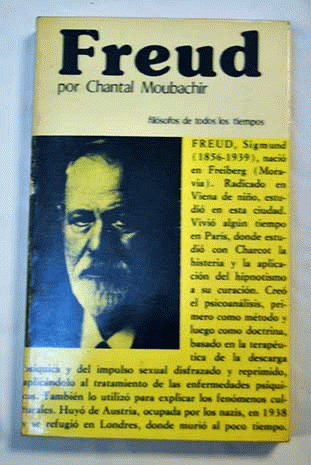 Freud
por Chantal Moubachir
filósofos de todos los tiempos
FREUD, Sigmund
(1856-1939), nació
en Freiberg (Mora-
via). Radicado en
Viena de niño, estu-
dió en esta ciudad.
Vivió algún tiempo
en Paris, donde estu-
dió con Charcot la
histeria y la aplica-
ción del hipnotismo
a su curación. Creó
el psicoanálisis, pri-
mero como método y
luego como doctrina,
basado en la terapéu-
tica de la descarga
psíquica y del impulso sexual disfrazado y reprimido,
aplicándolo al tratamiento de las enfermedades psíqui-
cas. También lo utilizó para explicar los fenómenos cul-
turales. Huyó de Austria, ocupada por los nazis, en 1938
y se refugió en Londres, donde murió al poco tiempo.